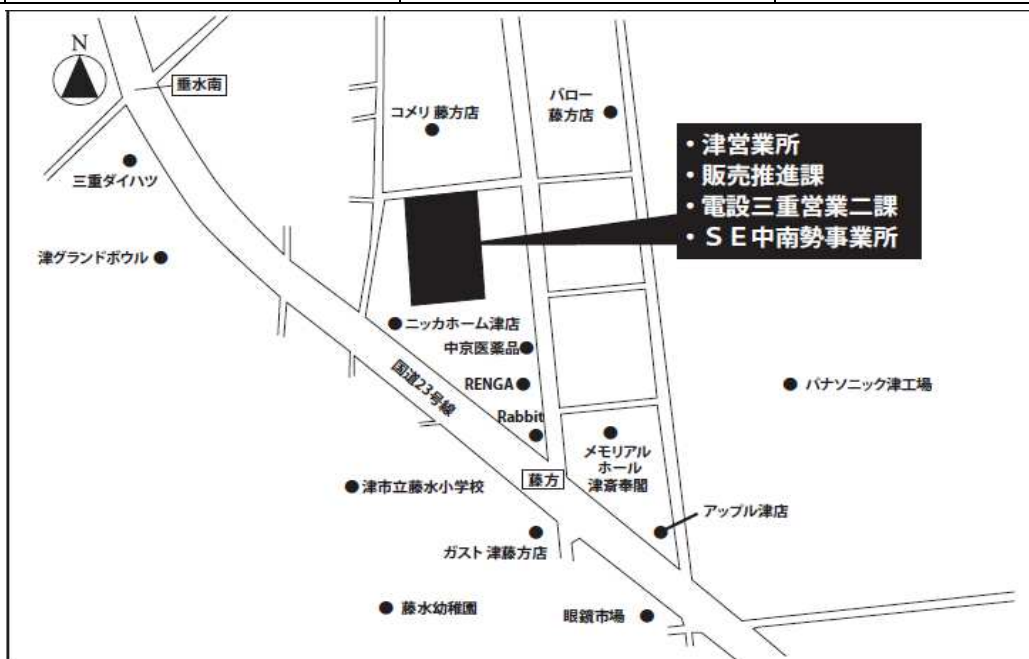 N
垂水南
コメリ 藤方店
バロー
藤方店
・津営業所
・販売推進課
・電設三重営業二課
・ＳＥ中南勢事業所
三重ダイハツ
津グランドボウル
ニッカホーム津店
中京医薬品
国道23号線
RENGA
パナソニック津工場
Rabbit
メモリアル
ホール
津斎奉閣
藤方
津市立藤水小学校
アップル津店
ガスト 津藤方店
藤水幼稚園
眼鏡市場